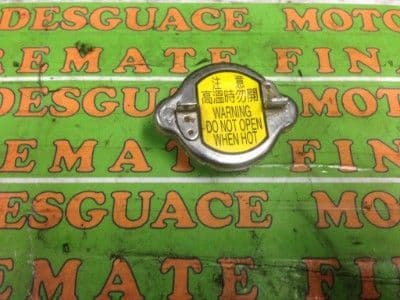 DESGUACE MOTO
REMATE FIN
DESGUACE MOTO
注 意
高溫時勿開
WARNING
DO NOT OPEN
WHEN HOT
REMATE FIN
DESGUACE MOTO
EMATE FIN